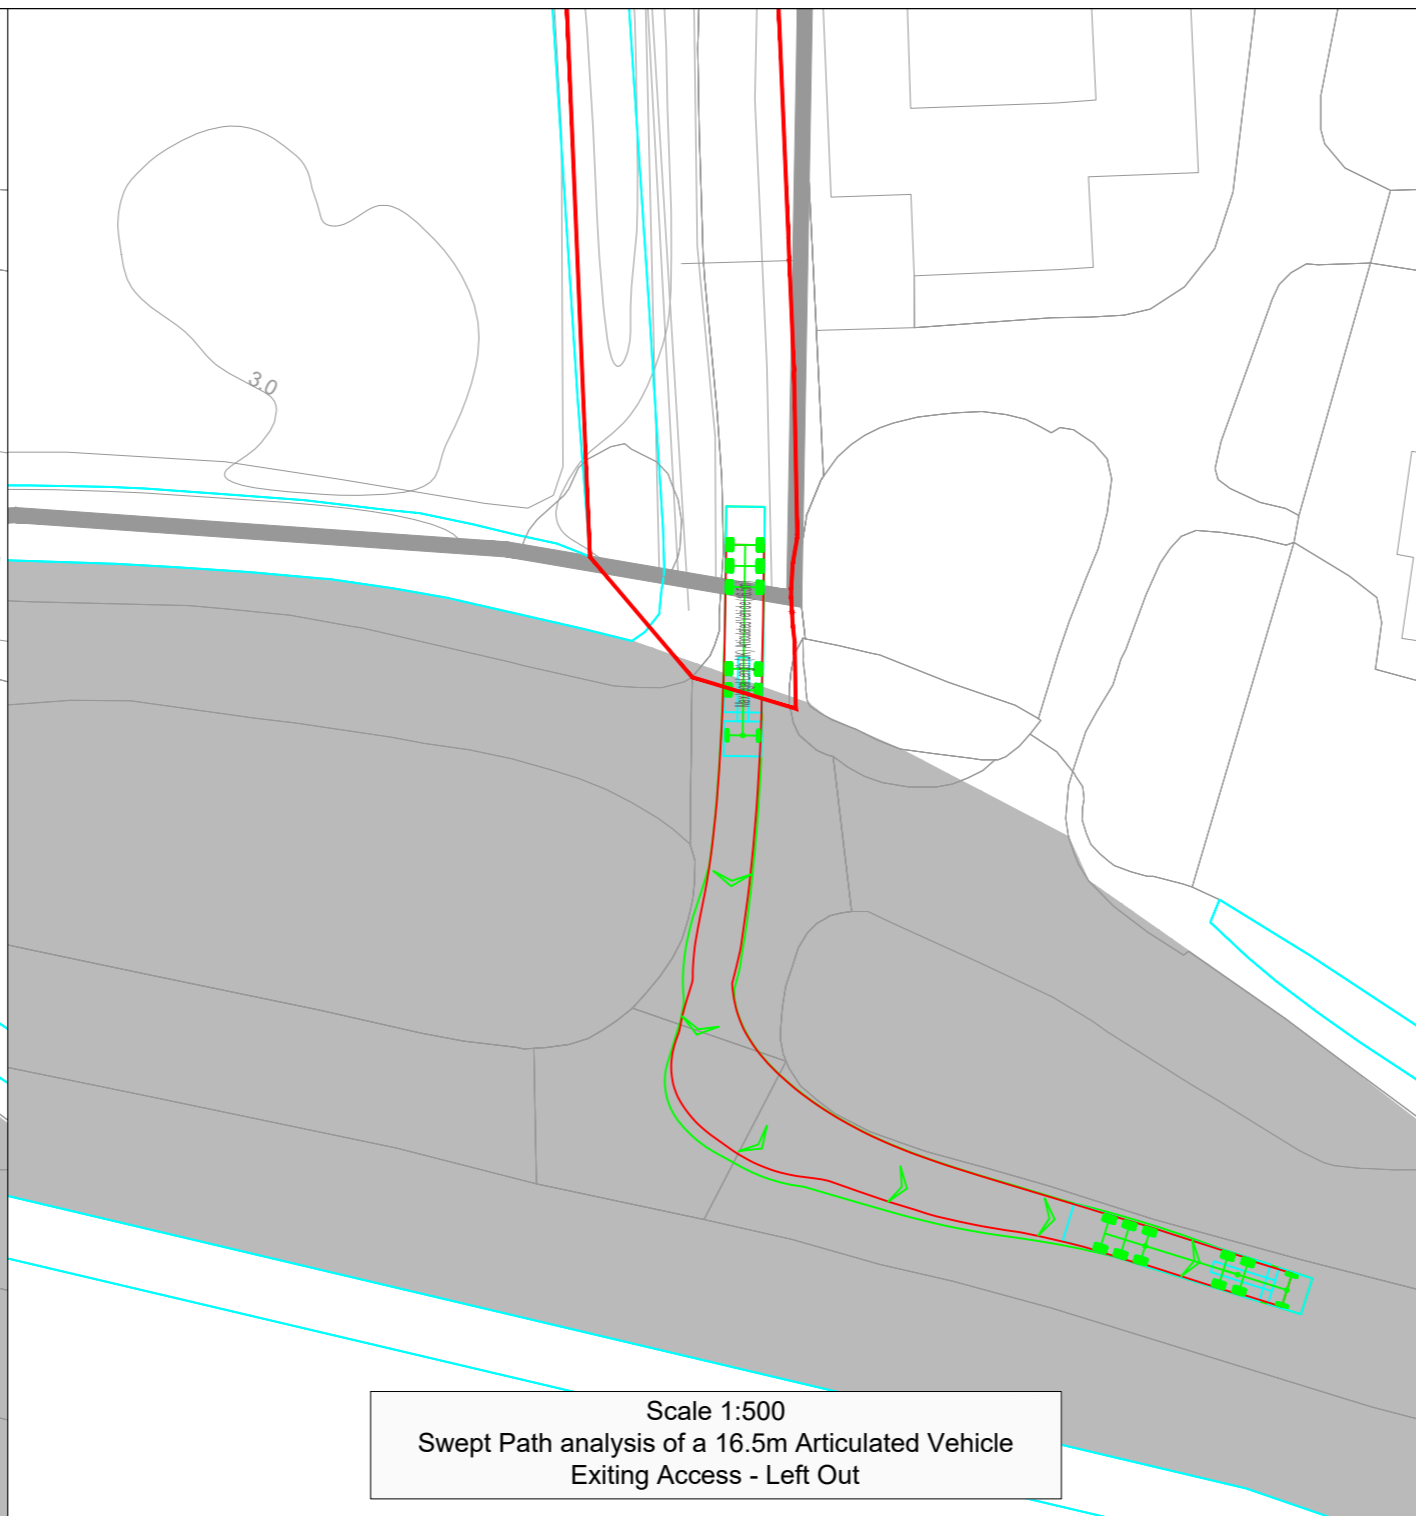 3.0
Scale 1:500
Swept Path analysis of a 16.5m Articulated Vehicle
Exiting Access - Left Out